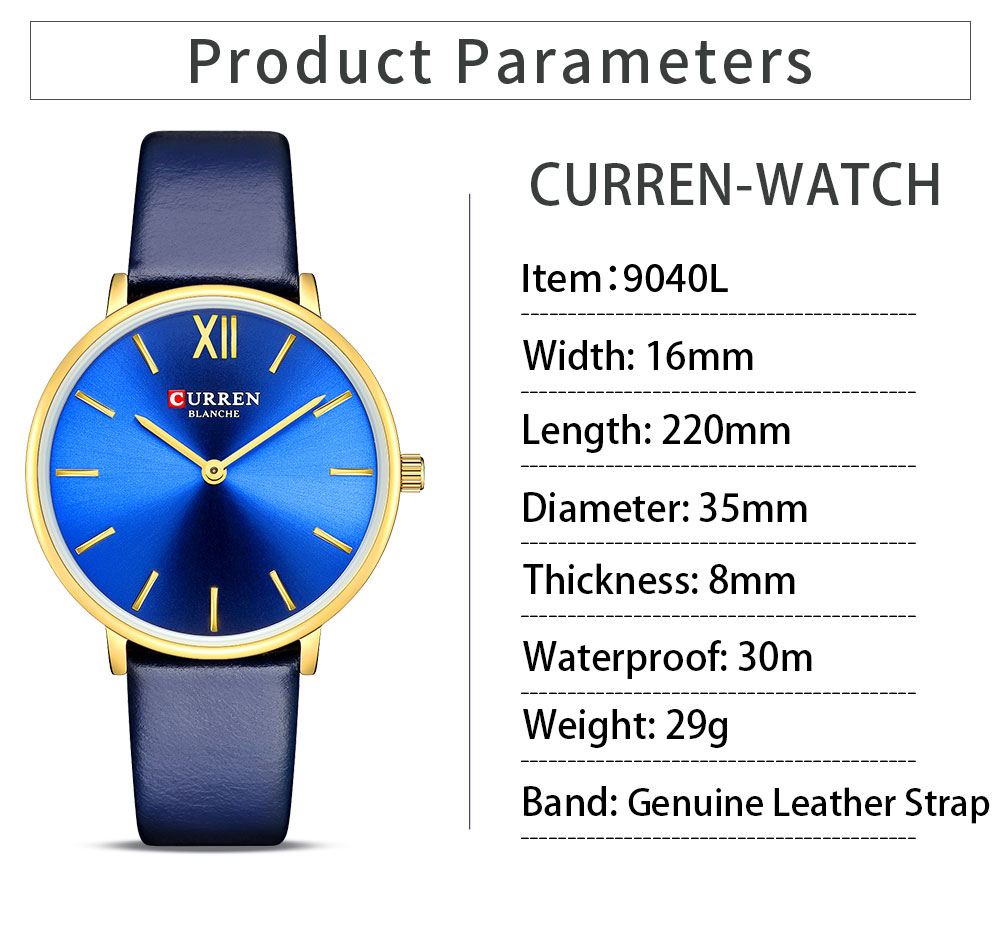 Product Parameters
XII
CURREN
BLANCHE
CURREN-WATCH
Item：9040L
Width: 16mm
Length: 220mm
Diameter: 35mm
Thickness: 8mm
Waterproof: 30m
Weight: 29g
Band: Genuine Leather Strap